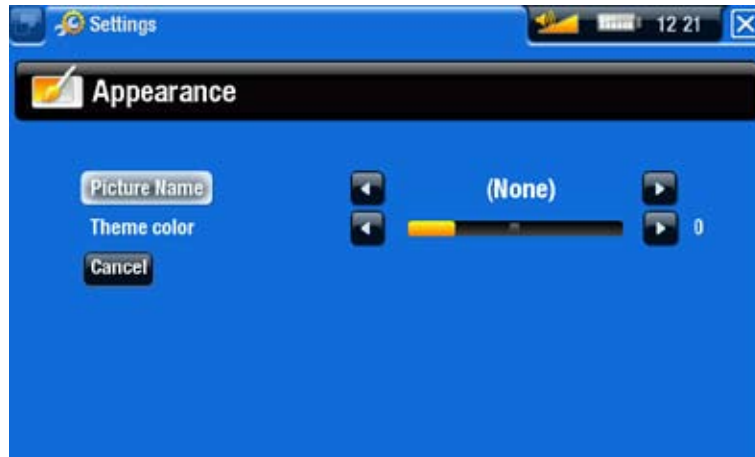 Settings
12 21
Appearance
Picture Name
(None)
Theme color
0
Cancel